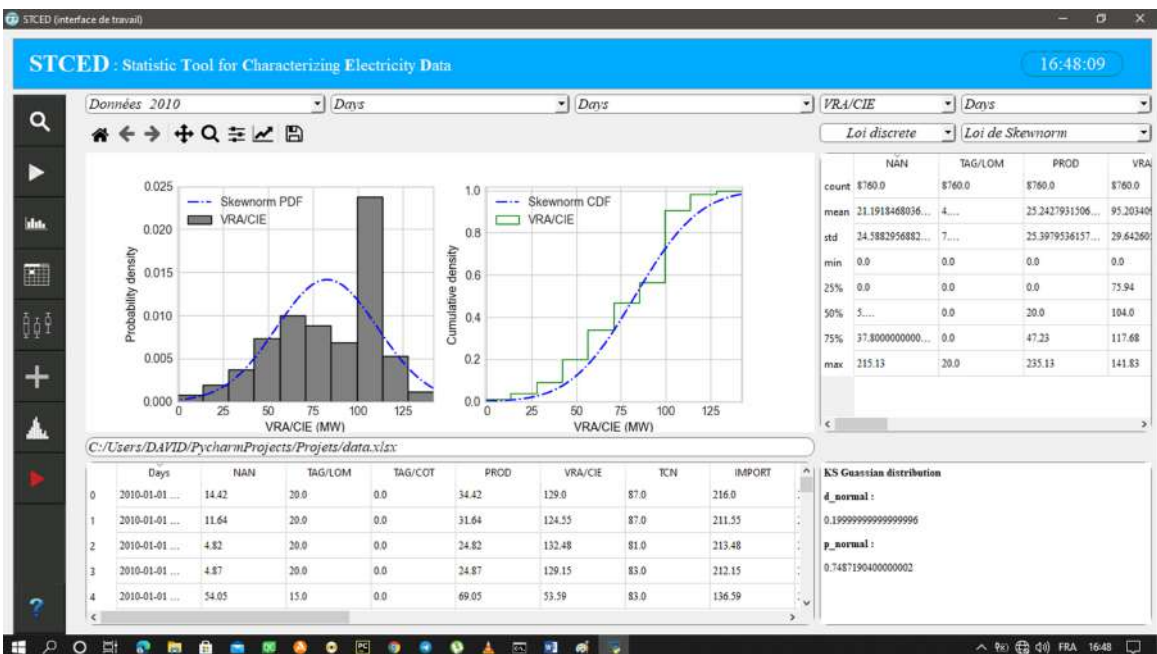 STCED (interface de travail)
STCED : Statistic Tool for Characterizing Electricity Data
16:48:09
Données 2010
Days
Days
VRA/CIE
Days
Loi discrete
Loi de Skewnorm
0.025
0.020
0.015
0.010
0.005
0.000
Probability density
Skewnorm PDF
VRA/CIE
0 25 50 75 100 125
VRA/CIE (MW)
1.0
0.8
0.6
0.4
0.2
0.0
Cumulative density
Skewnorm CDF
VRA/CIE
0 25 50 75 100 125
VRA/CIE (MW)
NAN TAG/LOM PROD VRA
count 8760.0 8760.0 8760.0 8760.0
mean 21.1918468036... 4.... 25.2427931506... 95.20340
std 24.5882956882... 7.... 25.3979536157... 29.64260
min 0.0 0.0 0.0 0.0
25% 0.0 0.0 0.0 75.94
50% 5.... 0.0 20.0 104.0
75% 37.8000000000... 0.0 47.23 117.68
max 215.13 20.0 235.13 141.83
C:/Users/DAVID/PycharmProjects/Projets/data.xlsx
Days NAN TAG/LOM TAG/COT PROD VRA/CIE TCN IMPORT
0 2010-01-01 ... 14.42 20.0 0.0 34.42 129.0 87.0 216.0
1 2010-01-01 ... 11.64 20.0 0.0 31.64 124.55 87.0 211.55
2 2010-01-01 ... 4.82 20.0 0.0 24.82 132.48 81.0 213.48
3 2010-01-01 ... 4.87 20.0 0.0 24.87 129.15 83.0 212.15
4 2010-01-01 ... 54.05 15.0 0.0 69.05 53.59 83.0 136.59
KS Guassian distribution
d_normal :
0.19999999999999996
p_normal :
0.7487190400000002
?
FRA 16:48